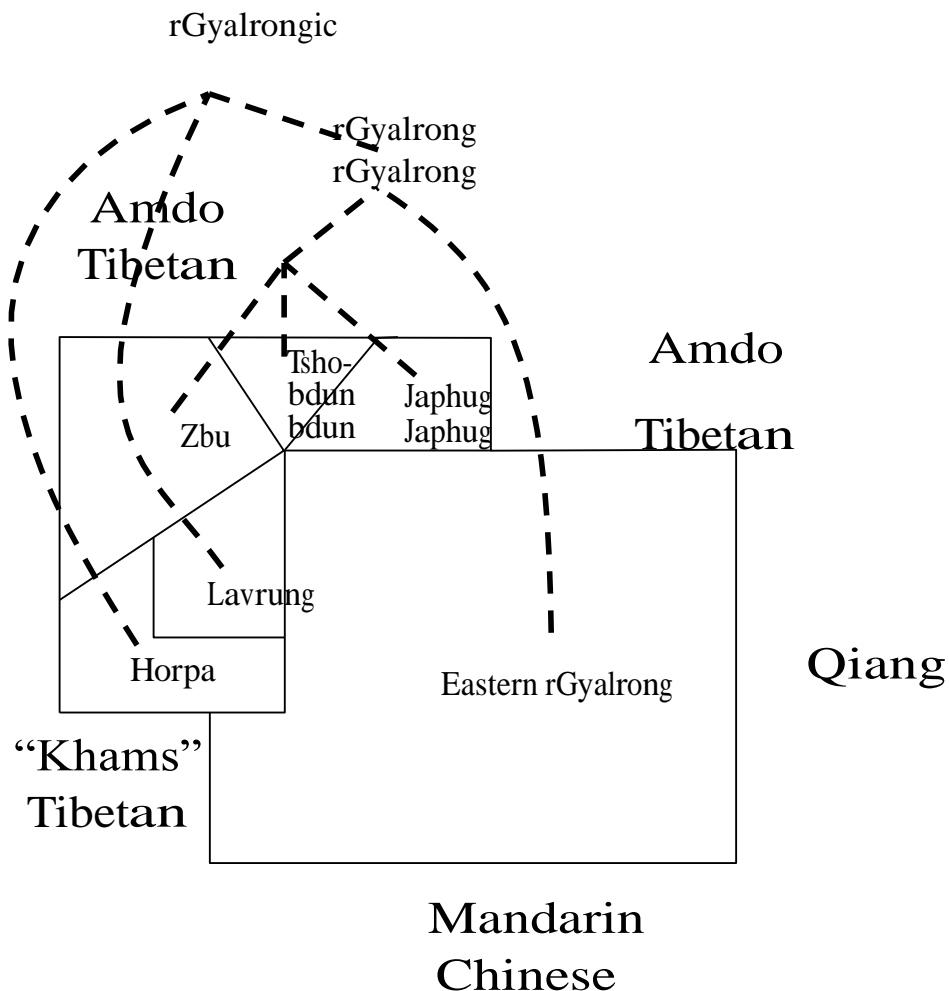 rGyalrongic
rGyalrong
rGyalrong
Amdo
Tibetan
Amdo
Tibetan
Tsho-
bdun
bdun
Japhug
Japhug
Zbu
Lavrung
Horpa
Eastern rGyalrong
Qiang
“Khams”
Tibetan
Mandarin
Chinese